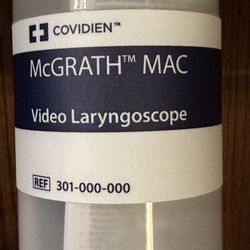 COVIDIEN™
McGRATH™ MAC
Video Laryngoscope
REF 301-000-000